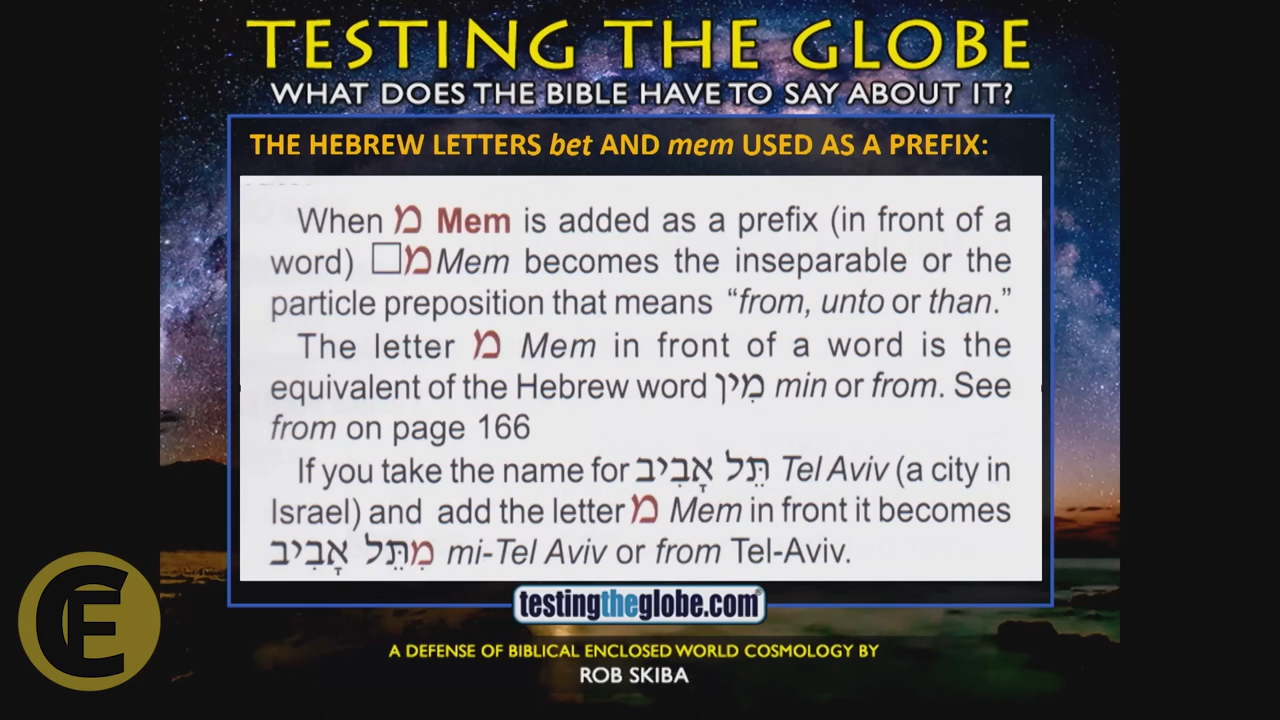 TESTING THE GLOBE
WHAT DOES THE BIBLE HAVE TO SAY ABOUT IT?
THE HEBREW LETTERS bet AND mem USED AS A PREFIX:
When מ Mem is added as a prefix (in front of a
word) □מ Mem becomes the inseparable or the
particle preposition that means “from, unto or than.”
The letter מ Mem in front of a word is the
equivalent of the Hebrew word מִין min or from. See
from on page 166
If you take the name for תֵּל אָבִיב Tel Aviv (a city in
Israel) and add the letter מ Mem in front it becomes
מִתֵּל אָבִיב mi-Tel Aviv or from Tel-Aviv.
testingtheglobe.com®
A DEFENSE OF BIBLICAL ENCLOSED WORLD COSMOLOGY BY
ROB SKIBA
CE